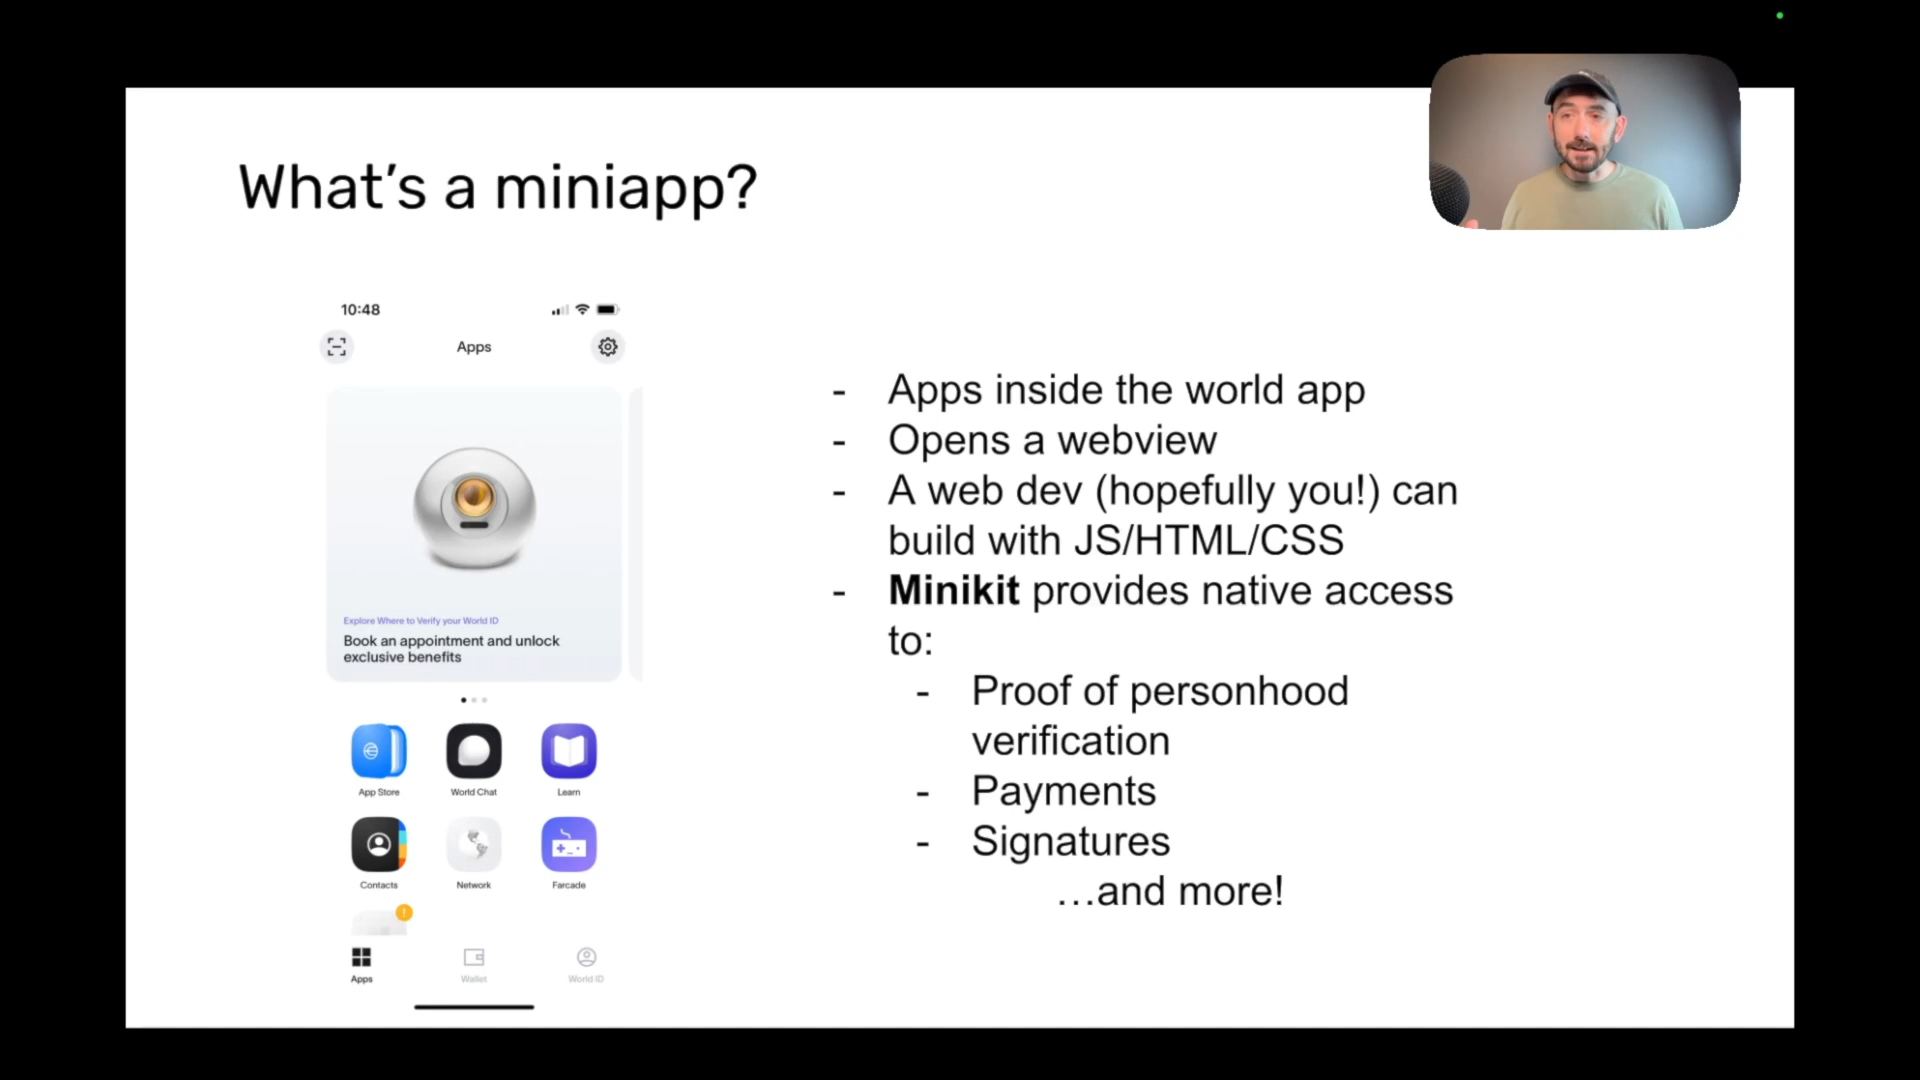 What's a miniapp?
10:48
Apps
Explore Where to Verify your World ID
Book an appointment and unlock
exclusive benefits
App Store
World Chat
Learn
Contacts
Network
Farcade
!
Apps
Wallet
World ID
- Apps inside the world app
- Opens a webview
- A web dev (hopefully you!) can
build with JS/HTML/CSS
- Minikit provides native access
to:
- Proof of personhood
verification
- Payments
- Signatures
...and more!